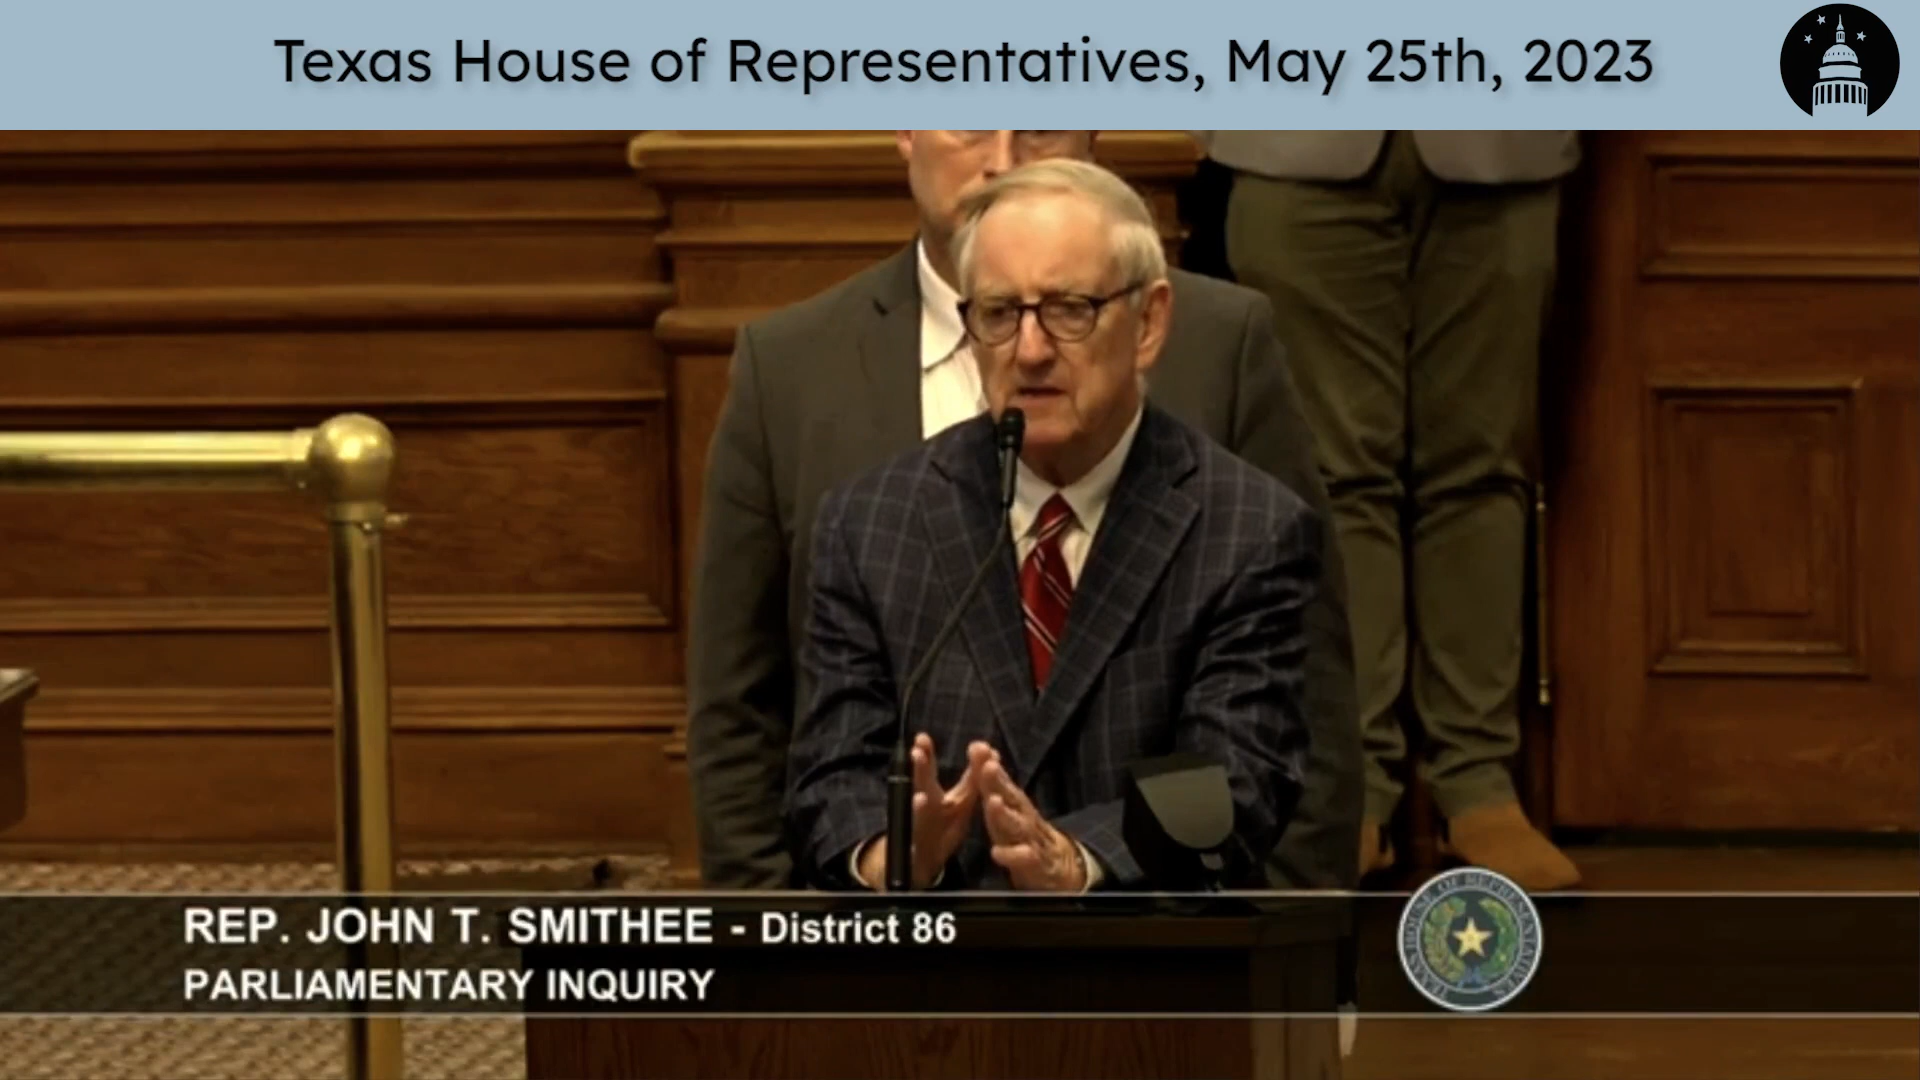 Texas House of Representatives, May 25th, 2023
REP. JOHN T. SMITHEE - District 86
PARLIAMENTARY INQUIRY